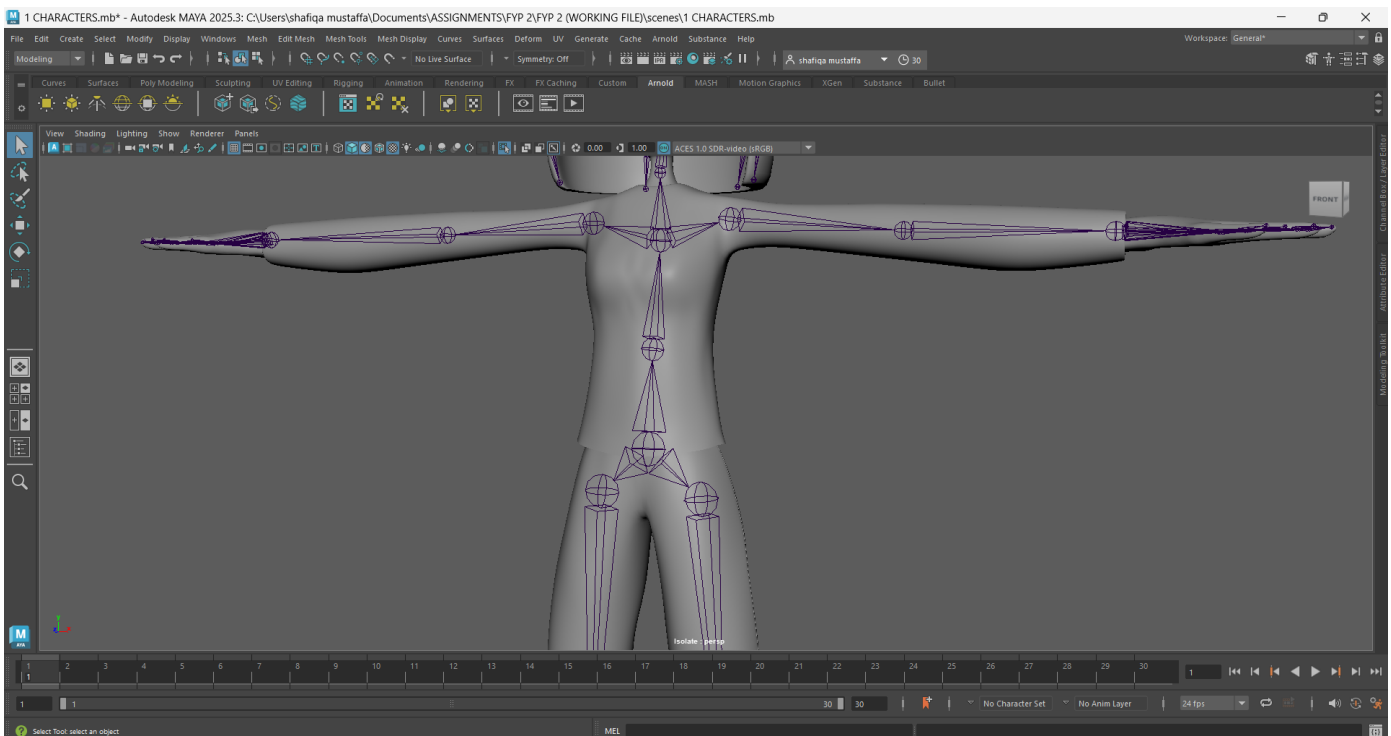 1 CHARACTERS.mb* - Autodesk MAYA 2025.3: C:\Users\shafiqa mustaffa\Documents\ASSIGNMENTS\FYP 2\FYP 2 (WORKING FILE)\scenes\1 CHARACTERS.mb
File Edit Create Select Modify Display Windows Mesh Edit Mesh Mesh Tools Mesh Display Curves Surfaces Deform UV Generate Cache Arnold Substance Help Workspace: General*
Modeling No Live Surface Symmetry: Off shafiqa mustaffa 30
Curves Surfaces Poly Modeling Sculpting UV Editing Rigging Animation Rendering FX FX Caching Custom Arnold MASH Motion Graphics XGen Substance Bullet
View Shading Lighting Show Renderer Panels
0.00 1.00 ACES 1.0 SDR-video (sRGB)
FRONT
Channel Box / Layer Editor
Attribute Editor
Modeling Toolkit
y
Isolate : persp
M
AYA
1 2 3 4 5 6 7 8 9 10 11 12 13 14 15 16 17 18 19 20 21 22 23 24 25 26 27 28 29 30
1 1
1 1 30 30 No Character Set No Anim Layer 24 fps
Select Tool: select an object MEL